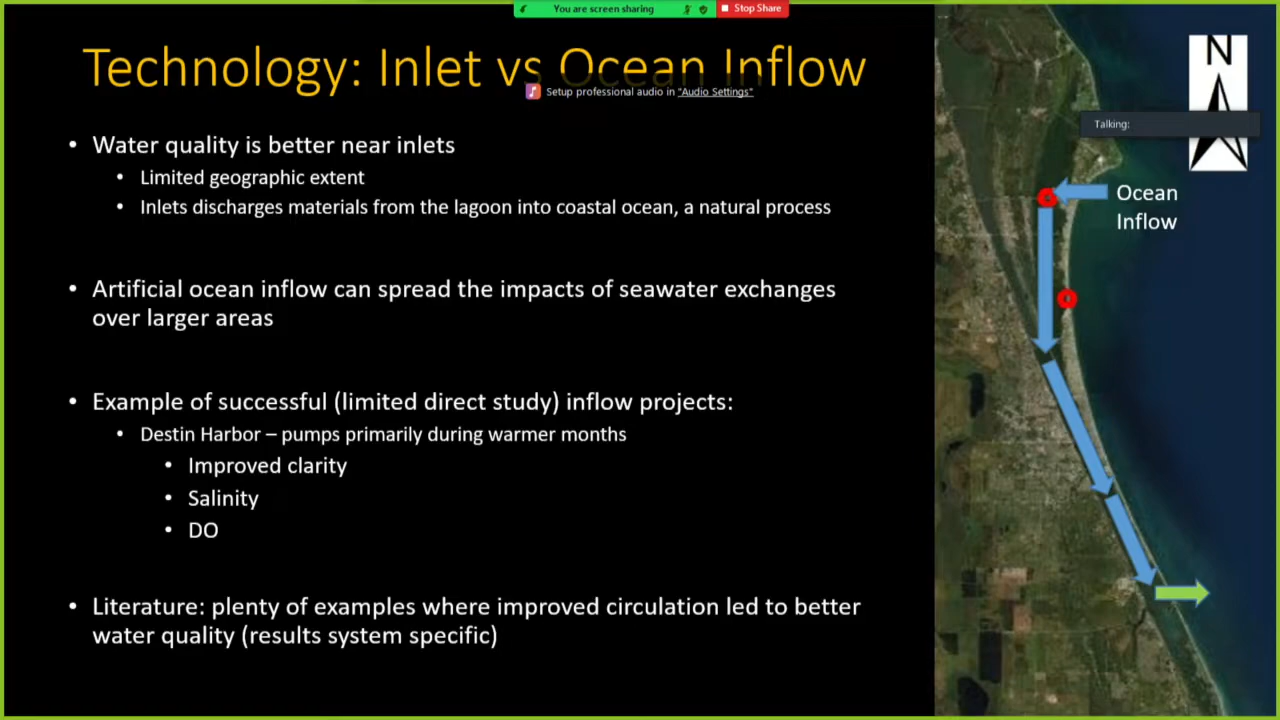 You are screen sharing
Stop Share
Technology: Inlet vs Ocean Inflow
Setup professional audio in "Audio Settings"
• Water quality is better near inlets
• Limited geographic extent
• Inlets discharges materials from the lagoon into coastal ocean, a natural process
• Artificial ocean inflow can spread the impacts of seawater exchanges
over larger areas
• Example of successful (limited direct study) inflow projects:
• Destin Harbor – pumps primarily during warmer months
• Improved clarity
• Salinity
• DO
• Literature: plenty of examples where improved circulation led to better
water quality (results system specific)
N
Talking:
Ocean
Inflow